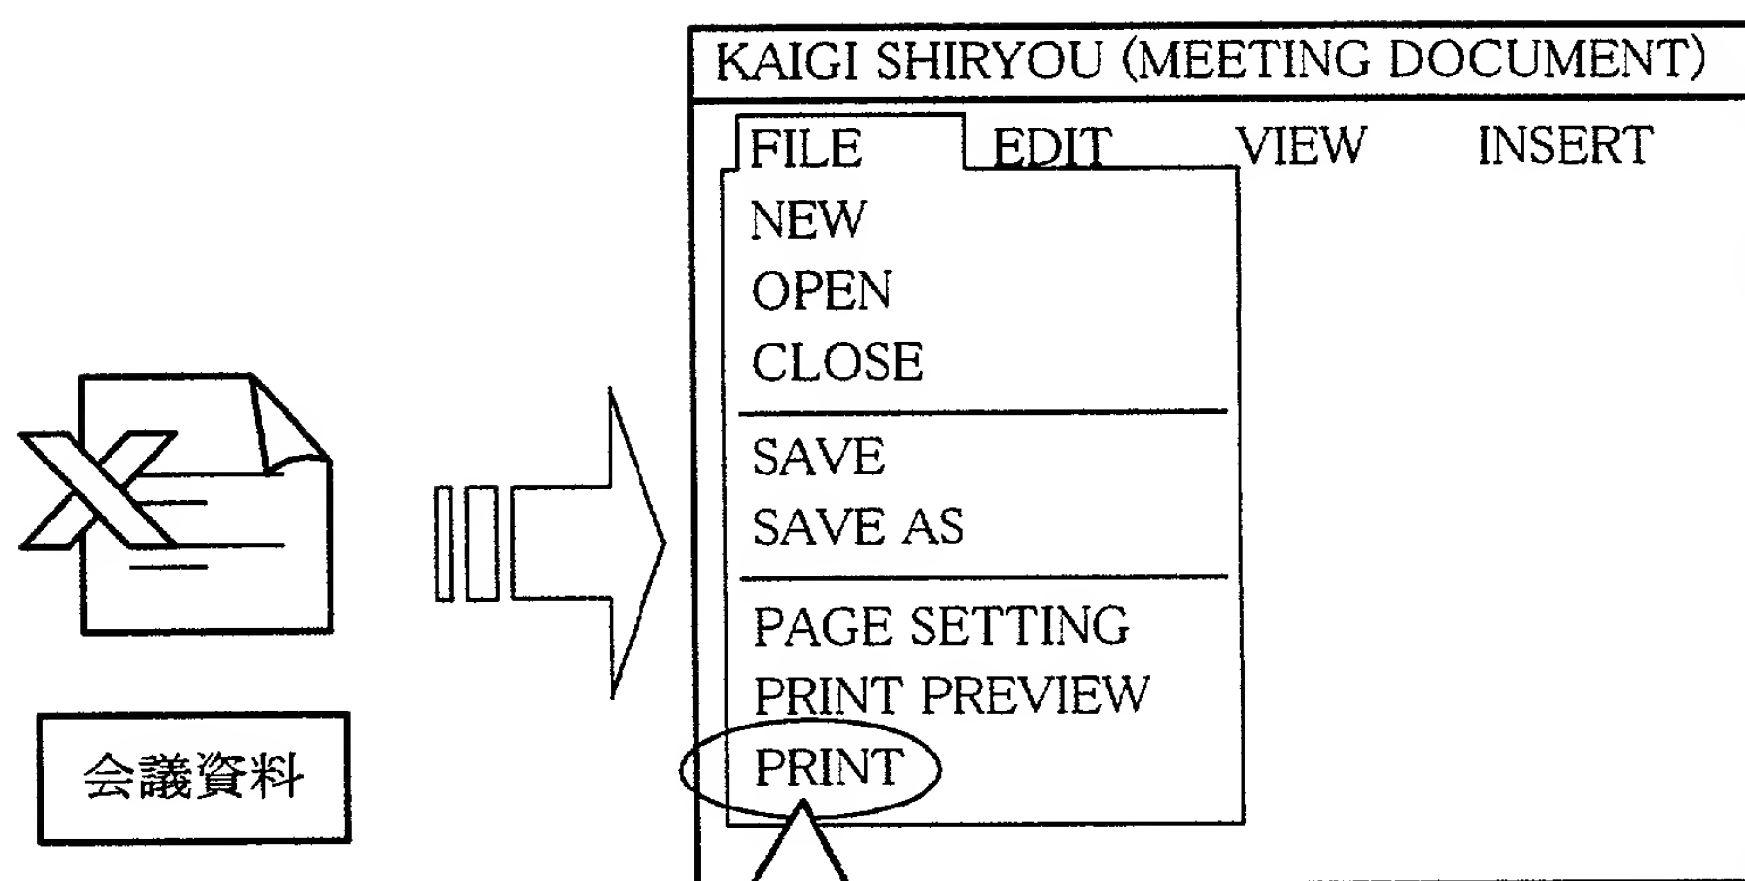 KAIGI SHIRYOU (MEETING DOCUMENT)
FILE EDIT VIEW INSERT
NEW
OPEN
CLOSE
SAVE
SAVE AS
PAGE SETTING
PRINT PREVIEW
PRINT
会議資料